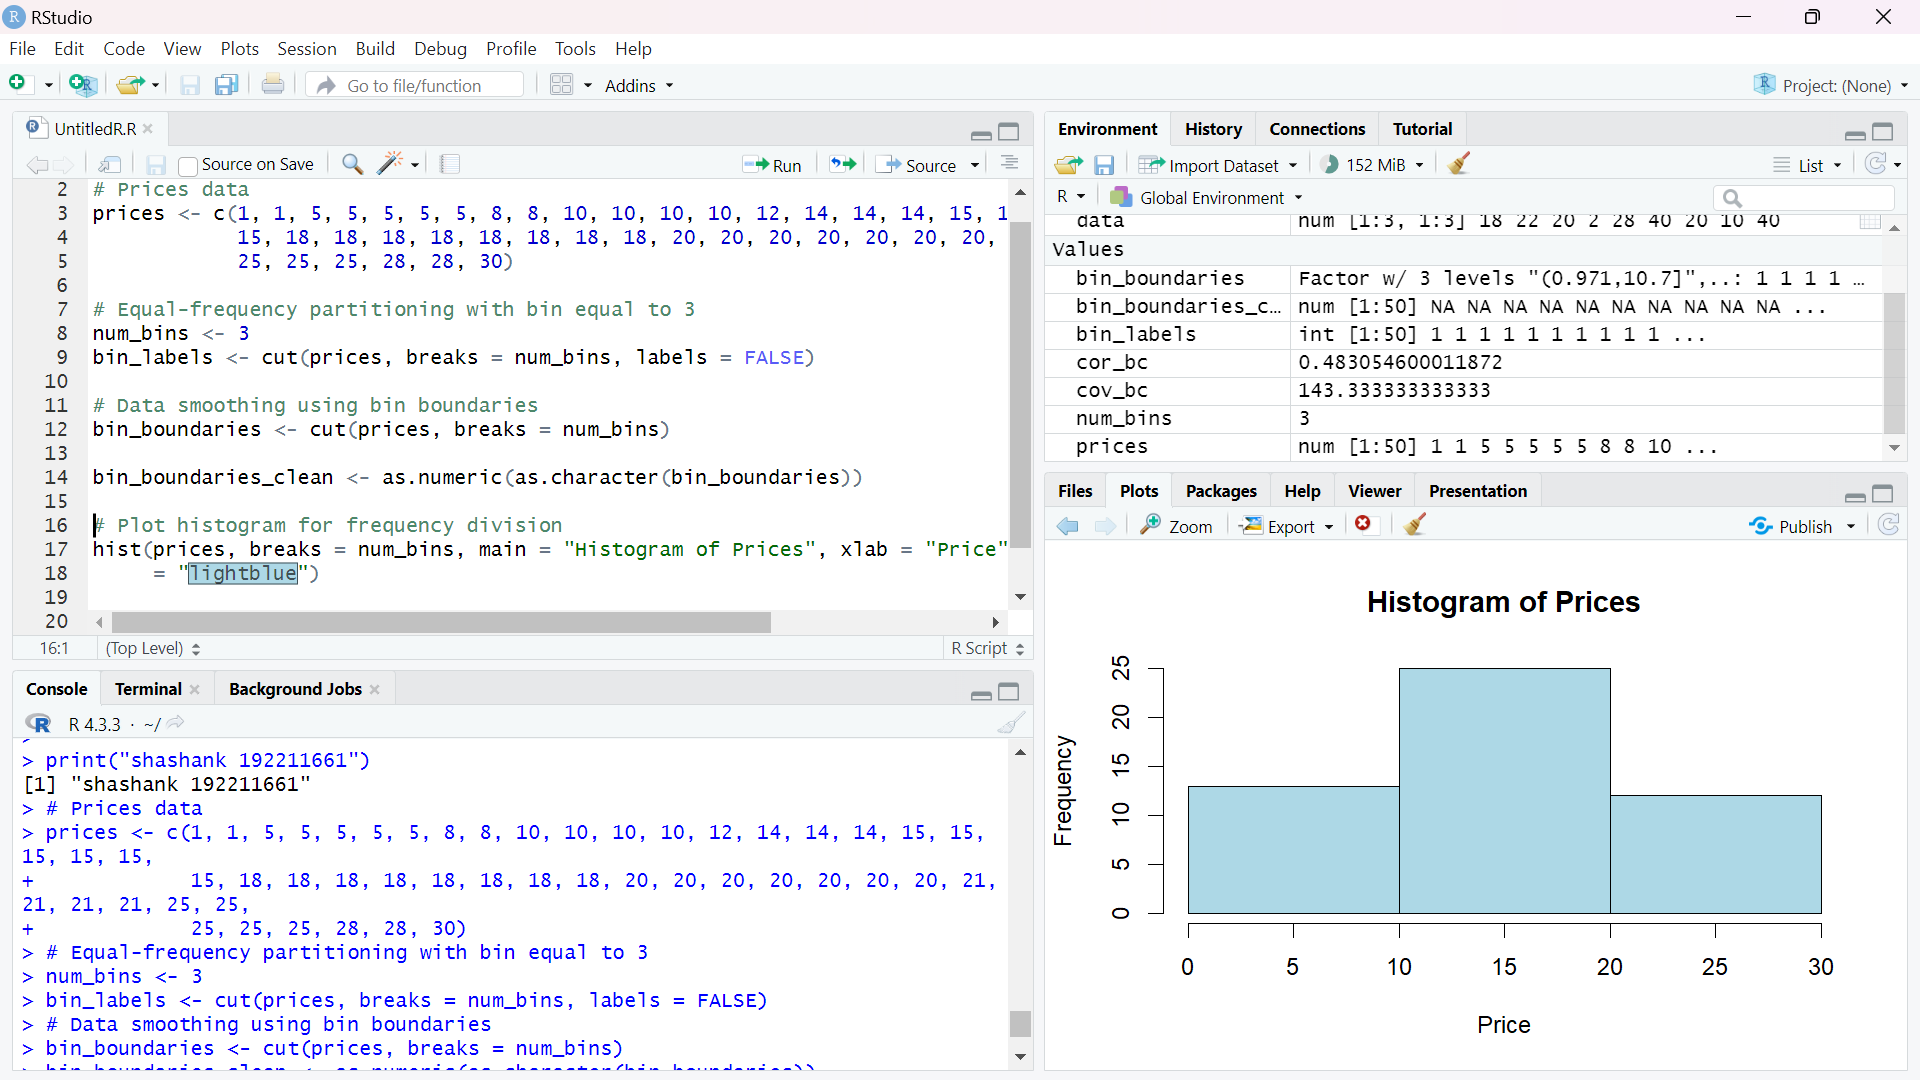 RStudio
File Edit Code View Plots Session Build Debug Profile Tools Help
Go to file/function Addins Project: (None)
UntitledR.R
Source on Save Run Source
2 # Prices data
3 prices <- c(1, 1, 5, 5, 5, 5, 5, 8, 8, 10, 10, 10, 10, 12, 14, 14, 14, 15, 1
4 15, 18, 18, 18, 18, 18, 18, 18, 18, 20, 20, 20, 20, 20, 20, 20,
5 25, 25, 25, 28, 28, 30)
6
7 # Equal-frequency partitioning with bin equal to 3
8 num_bins <- 3
9 bin_labels <- cut(prices, breaks = num_bins, labels = FALSE)
10
11 # Data smoothing using bin boundaries
12 bin_boundaries <- cut(prices, breaks = num_bins)
13
14 bin_boundaries_clean <- as.numeric(as.character(bin_boundaries))
15
16 # Plot histogram for frequency division
17 hist(prices, breaks = num_bins, main = "Histogram of Prices", xlab = "Price"
18 = "lightblue")
19
20
16:1 (Top Level) R Script
Console Terminal Background Jobs
R 4.3.3 · ~/
> print("shashank 192211661")
[1] "shashank 192211661"
> # Prices data
> prices <- c(1, 1, 5, 5, 5, 5, 5, 8, 8, 10, 10, 10, 10, 12, 14, 14, 14, 15, 15,
15, 15, 15,
+ 15, 18, 18, 18, 18, 18, 18, 18, 18, 20, 20, 20, 20, 20, 20, 20, 21,
21, 21, 21, 25, 25,
+ 25, 25, 25, 28, 28, 30)
> # Equal-frequency partitioning with bin equal to 3
> num_bins <- 3
> bin_labels <- cut(prices, breaks = num_bins, labels = FALSE)
> # Data smoothing using bin boundaries
> bin_boundaries <- cut(prices, breaks = num_bins)
> bin_boundaries_clean <- as.numeric(as.character(bin_boundaries))
Environment History Connections Tutorial
Import Dataset 152 MiB List
R Global Environment
data num [1:3, 1:3] 18 22 20 2 28 40 20 10 40
Values
bin_boundaries Factor w/ 3 levels "(0.971,10.7]",..: 1 1 1 1 ...
bin_boundaries_c… num [1:50] NA NA NA NA NA NA NA NA NA NA ...
bin_labels int [1:50] 1 1 1 1 1 1 1 1 1 1 ...
cor_bc 0.483054600011872
cov_bc 143.333333333333
num_bins 3
prices num [1:50] 1 1 5 5 5 5 5 8 8 10 ...
Files Plots Packages Help Viewer Presentation
Zoom Export Publish
Histogram of Prices
Frequency
25
20
15
10
5
0
0 5 10 15 20 25 30
Price